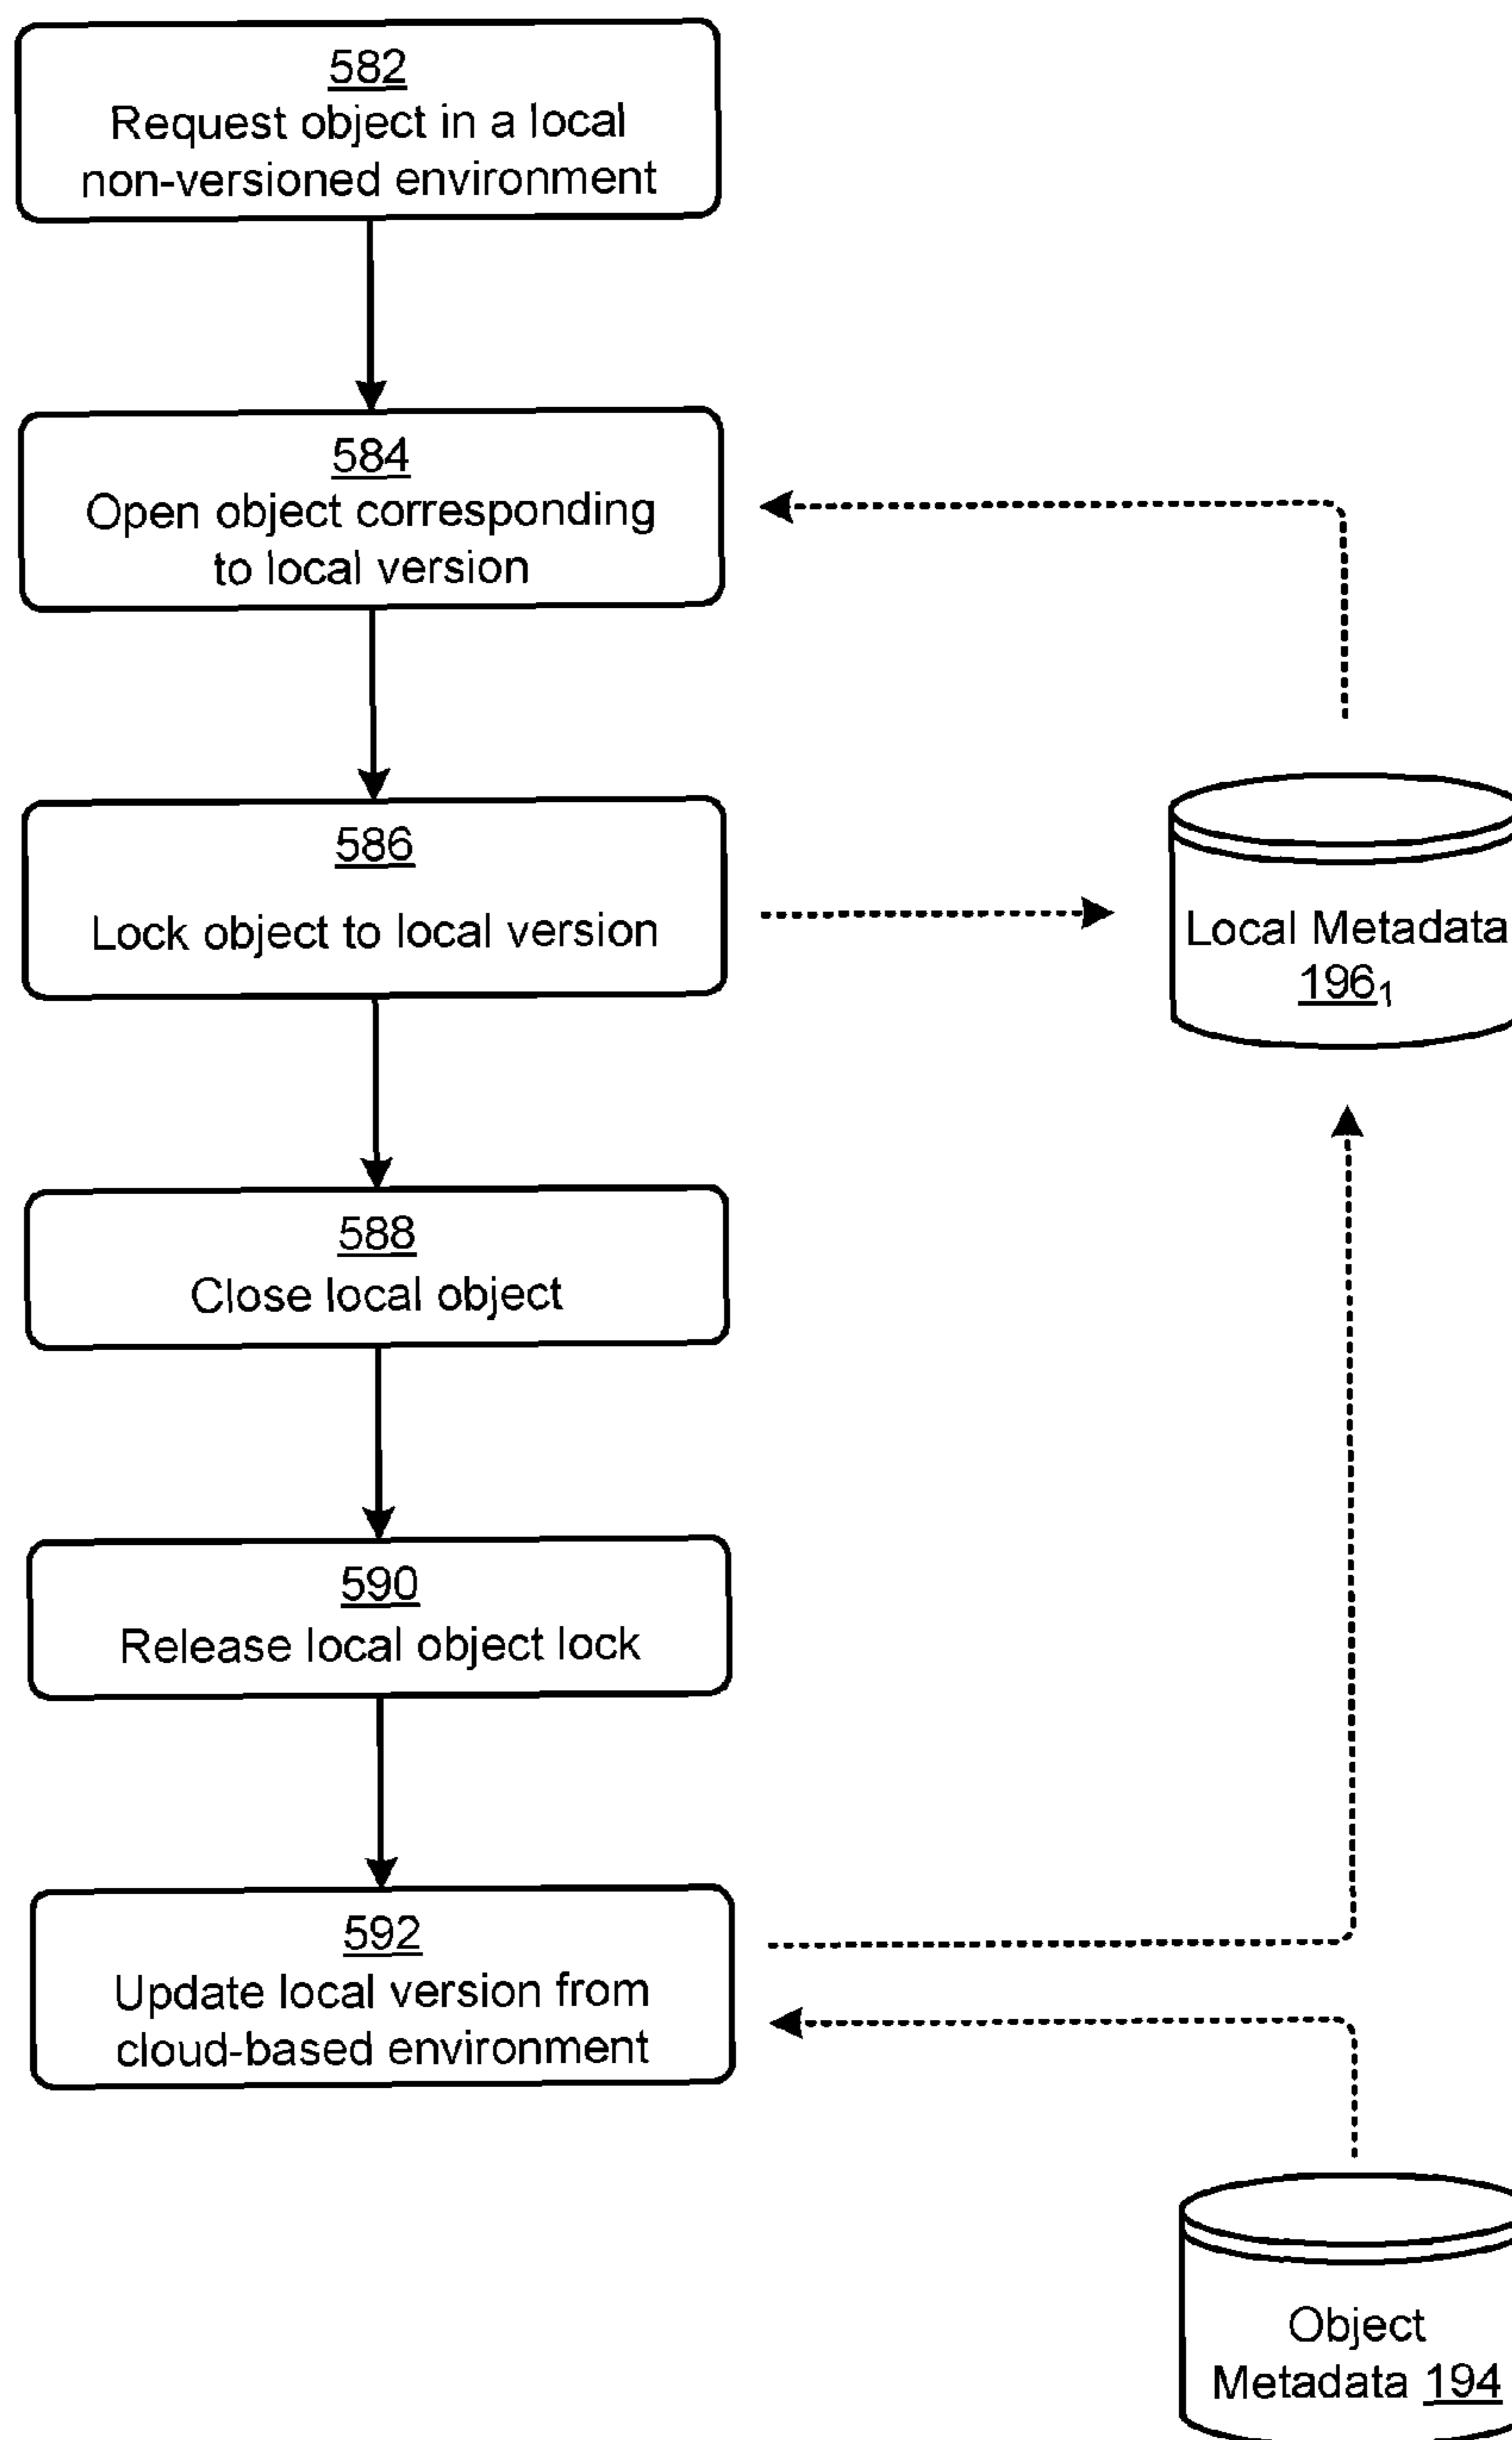 582
Request object in a local
non-versioned environment
584
Open object corresponding
to local version
586
Lock object to local version
Local Metadata
196₁
588
Close local object
590
Release local object lock
592
Update local version from
cloud-based environment
Object
Metadata 194